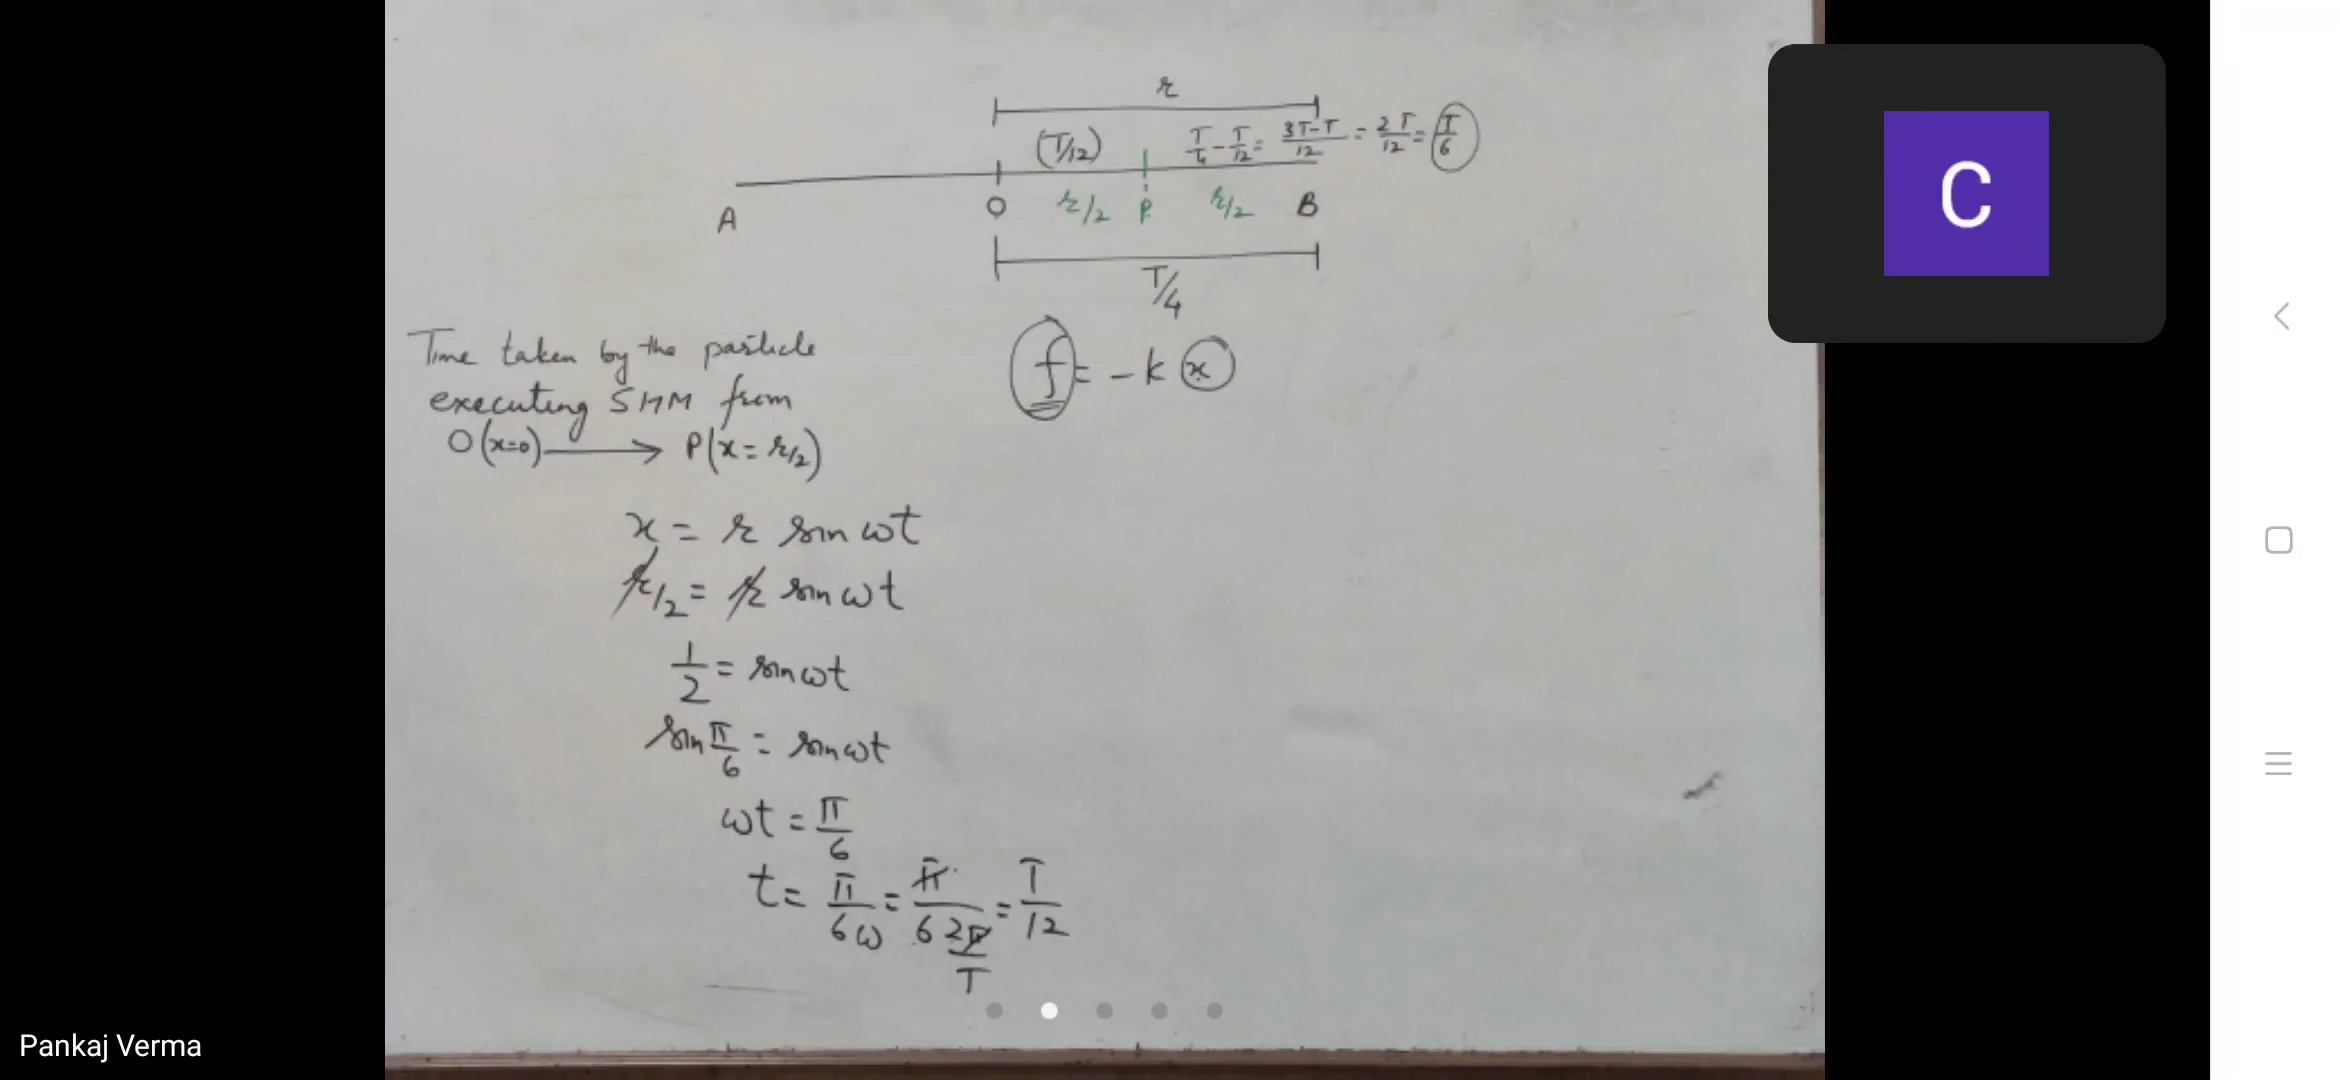 r
(T/12)
T/4 - T/12 = 3T-T/12 = 2T/12 = T/6
A
O r/2 P r/2 B
T/4
f = - k x
Time taken by the particle
executing SHM from
O(x=0) → P(x = r/2)
x = r sin ωt
r/2 = r sin ωt
1/2 = sin ωt
sin π/6 = sin ωt
ωt = π/6
t = π/6ω = π/6 2π/T = T/12
C
Pankaj Verma